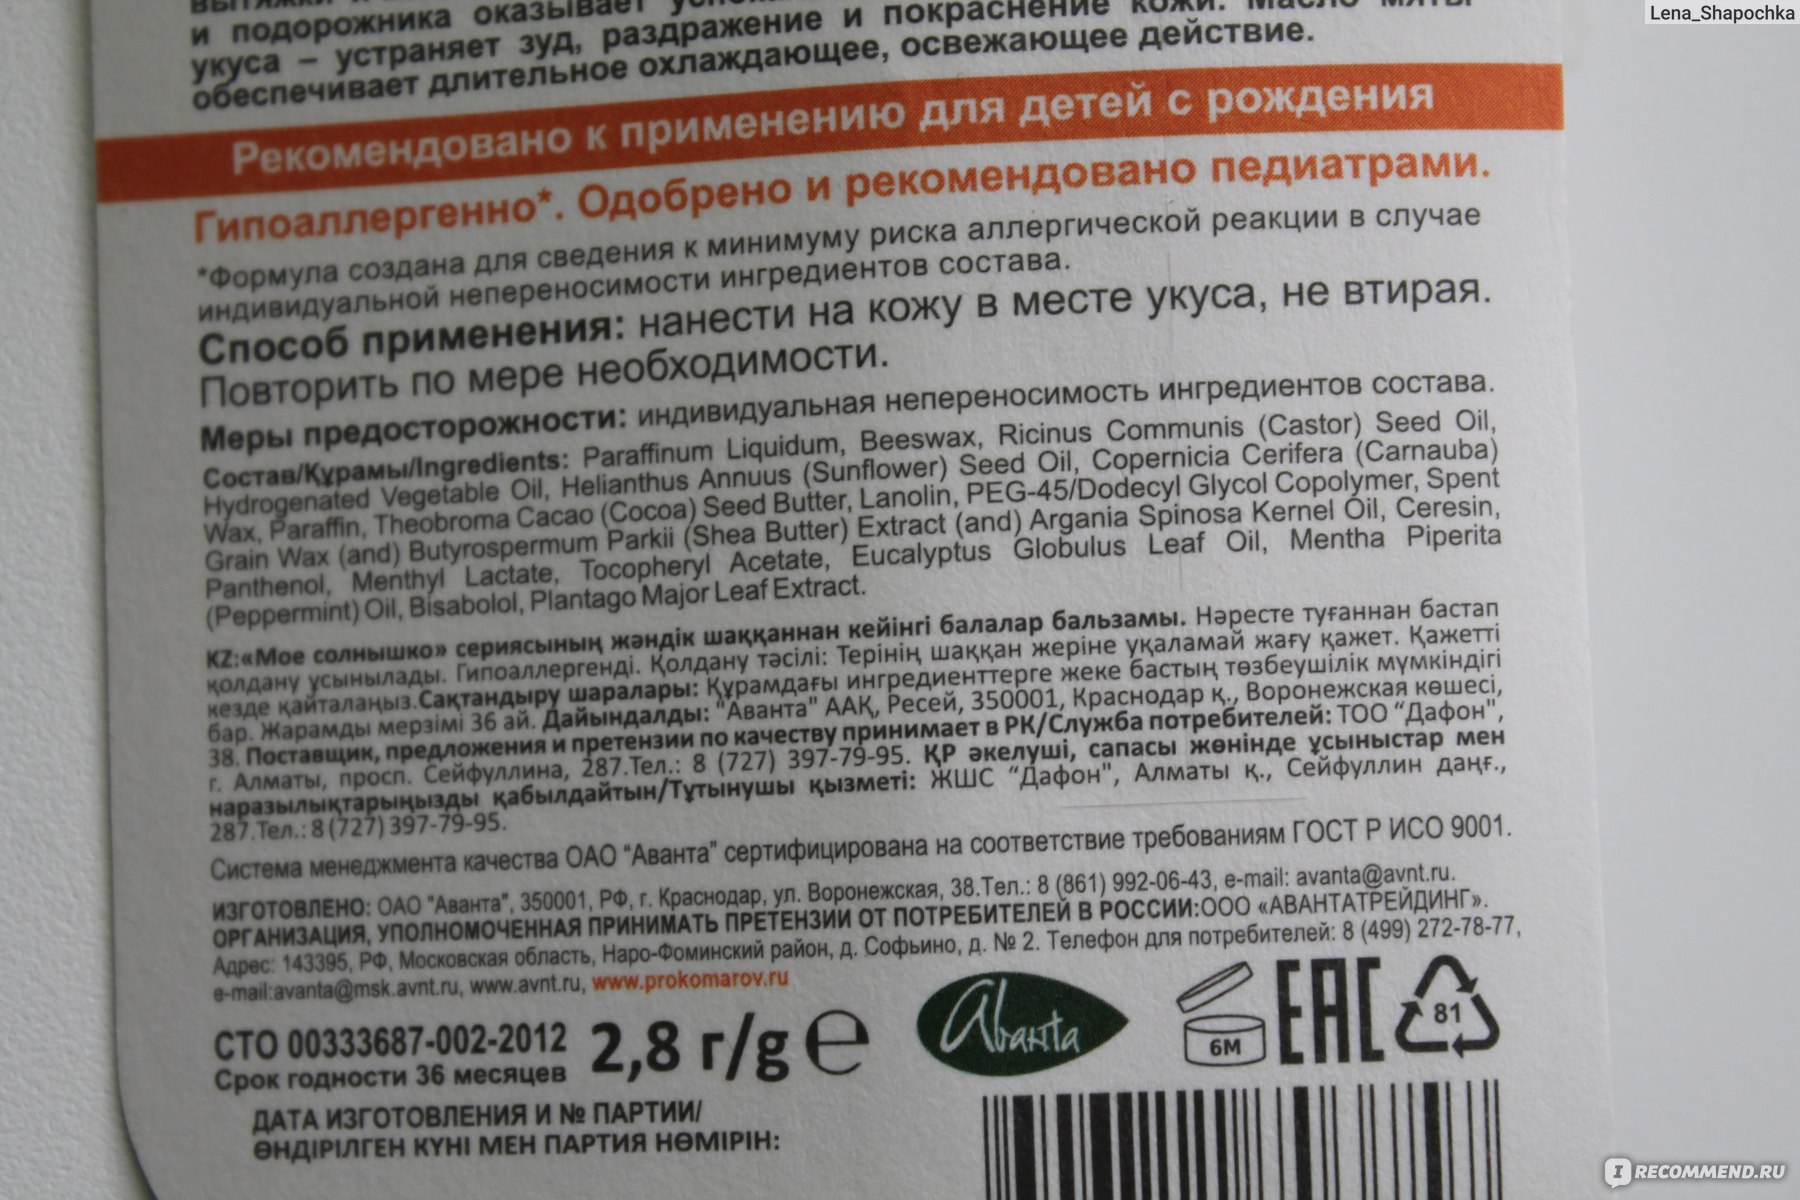 Lena_Shapochka
и подорожника оказывает
укуса – устраняет зуд, раздражение и покраснение кожи. Масло мяты
обеспечивает длительное охлаждающее, освежающее действие.
Рекомендовано к применению для детей с рождения
Гипоаллергенно*. Одобрено и рекомендовано педиатрами.
*Формула создана для сведения к минимуму риска аллергической реакции в случае
индивидуальной непереносимости ингредиентов состава.
Способ применения: нанести на кожу в месте укуса, не втирая.
Повторить по мере необходимости.
Меры предосторожности: индивидуальная непереносимость ингредиентов состава.
Состав/Құрамы/Ingredients: Paraffinum Liquidum, Beeswax, Ricinus Communis (Castor) Seed Oil,
Hydrogenated Vegetable Oil, Helianthus Annuus (Sunflower) Seed Oil, Copernicia Cerifera (Carnauba)
Wax, Paraffin, Theobroma Cacao (Cocoa) Seed Butter, Lanolin, PEG-45/Dodecyl Glycol Copolymer, Spent
Grain Wax (and) Butyrospermum Parkii (Shea Butter) Extract (and) Argania Spinosa Kernel Oil, Ceresin,
Panthenol, Menthyl Lactate, Tocopheryl Acetate, Eucalyptus Globulus Leaf Oil, Mentha Piperita
(Peppermint) Oil, Bisabolol, Plantago Major Leaf Extract.
KZ:«Мое солнышко» сериясының жәндік шаққаннан кейінгі балалар бальзамы. Нәресте туғаннан бастап
қолдану ұсынылады. Гипоаллергенді. Қолдану тәсілі: Терінің шаққан жеріне уқаламай жағу қажет. Қажетті
кезде қайталаңыз.Сақтандыру шаралары: Құрамдағы ингредиенттерге жеке бастың төзбеушілік мүмкіндігі
бар. Жарамды мерзімі 36 ай. Дайындалды: "Аванта" ААҚ, Ресей, 350001, Краснодар қ., Воронежская көшесі,
38. Поставщик, предложения и претензии по качеству принимает в РК/Служба потребителей: ТОО “Дафон",
г. Алматы, просп. Сейфуллина, 287.Тел.: 8 (727) 397-79-95. ҚР әкелуші, сапасы жөнінде ұсыныстар мен
наразылықтарыңызды қабылдайтын/Тұтынушы қызметі: ЖШС “Дафон", Алматы қ., Сейфуллин даңғ.,
287.Тел.: 8 (727) 397-79-95.
Система менеджмента качества ОАО “Аванта” сертифицирована на соответствие требованиям ГОСТ Р ИСО 9001.
ИЗГОТОВЛЕНО: ОАО "Аванта", 350001, РФ, г. Краснодар, ул. Воронежская, 38.Тел.: 8 (861) 992-06-43, e-mail: avanta@avnt.ru.
ОРГАНИЗАЦИЯ, УПОЛНОМОЧЕННАЯ ПРИНИМАТЬ ПРЕТЕНЗИИ ОТ ПОТРЕБИТЕЛЕЙ В РОССИИ:ООО «АВАНТАТРЕЙДИНГ».
Адрес: 143395, РФ, Московская область, Наро-Фоминский район, д. Софьино, д. № 2. Телефон для потребителей: 8 (499) 272-78-77,
e-mail:avanta@msk.avnt.ru, www.avnt.ru, www.prokomarov.ru
СТО 00333687-002-2012 2,8 г/g ℮ Аванта 6М EAC 81
Срок годности 36 месяцев
ДАТА ИЗГОТОВЛЕНИЯ И № ПАРТИИ/
ӨНДІРІЛГЕН КҮНІ МЕН ПАРТИЯ НӨМІРІН:
IRECOMMEND.RU